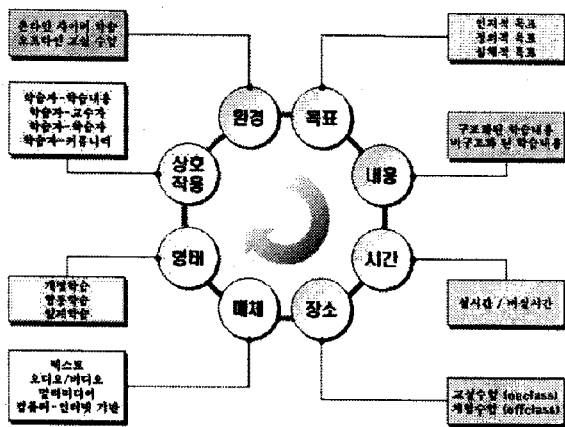 온라인 사이버 학습
오프라인 교실 수업
인지적 목표
정의적 목표
실행적 목표
학습자-학습내용
학습자-교수자
학습자-학습자
학습자-커뮤니티
환경
목표
구조화된 학습내용
비구조화 된 학습내용
상호
작용
내용
형태
시간
개별학습
협동학습
매체
장소
실시간 / 비실시간
텍스트
오디오/비디오
멀티미디어
컴퓨터-인터넷 기반
교실수업 (onclass)
체험수업 (offclass)